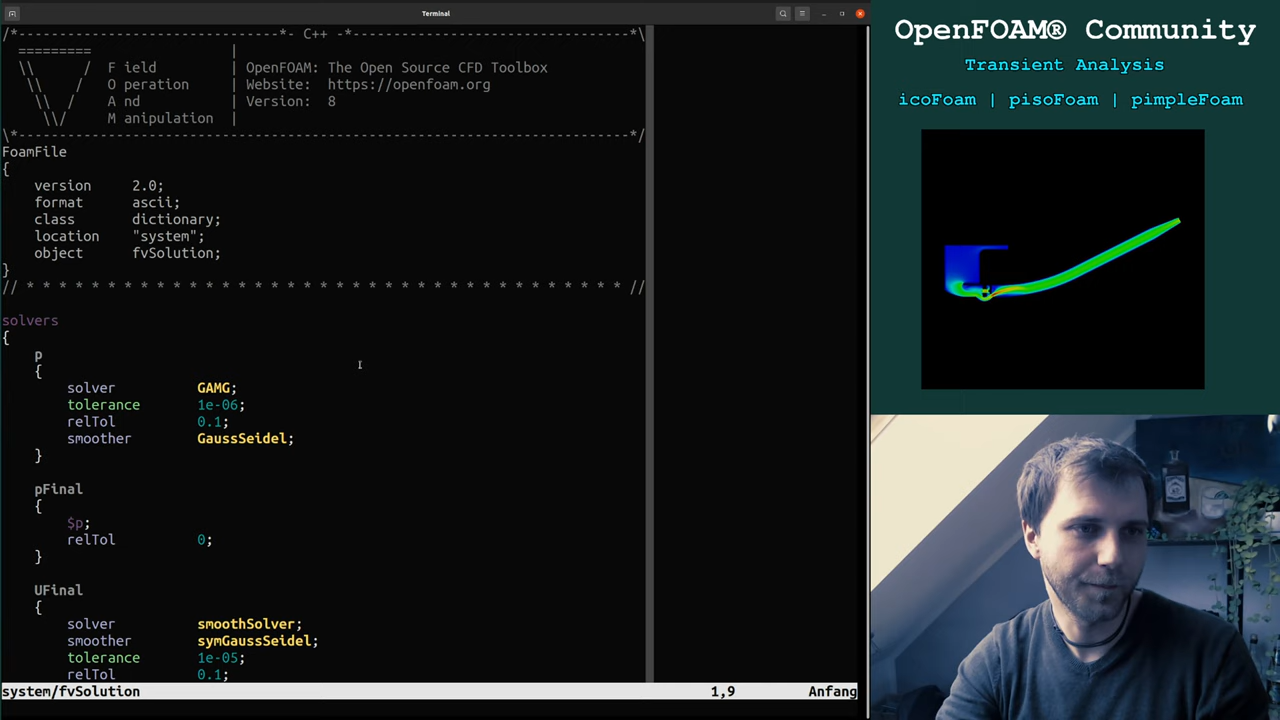 Terminal
/*--------------------------------*- C++ -*----------------------------------*\
=========                 |
\\      /  F ield         | OpenFOAM: The Open Source CFD Toolbox
\\    /   O peration     | Website:  https://openfoam.org
\\  /    A nd           | Version:  8
\\/     M anipulation  |
\*---------------------------------------------------------------------------*/
FoamFile
{
version     2.0;
format      ascii;
class       dictionary;
location    "system";
object      fvSolution;
}
// * * * * * * * * * * * * * * * * * * * * * * * * * * * * * * * * * * * * * //
solvers
{
p
{
solver          GAMG;
tolerance       1e-06;
relTol          0.1;
smoother        GaussSeidel;
}
pFinal
{
$p;
relTol          0;
}
UFinal
{
solver          smoothSolver;
smoother        symGaussSeidel;
tolerance       1e-05;
relTol          0.1;
system/fvSolution 1,9 Anfang
OpenFOAM® Community
Transient Analysis
icoFoam | pisoFoam | pimpleFoam